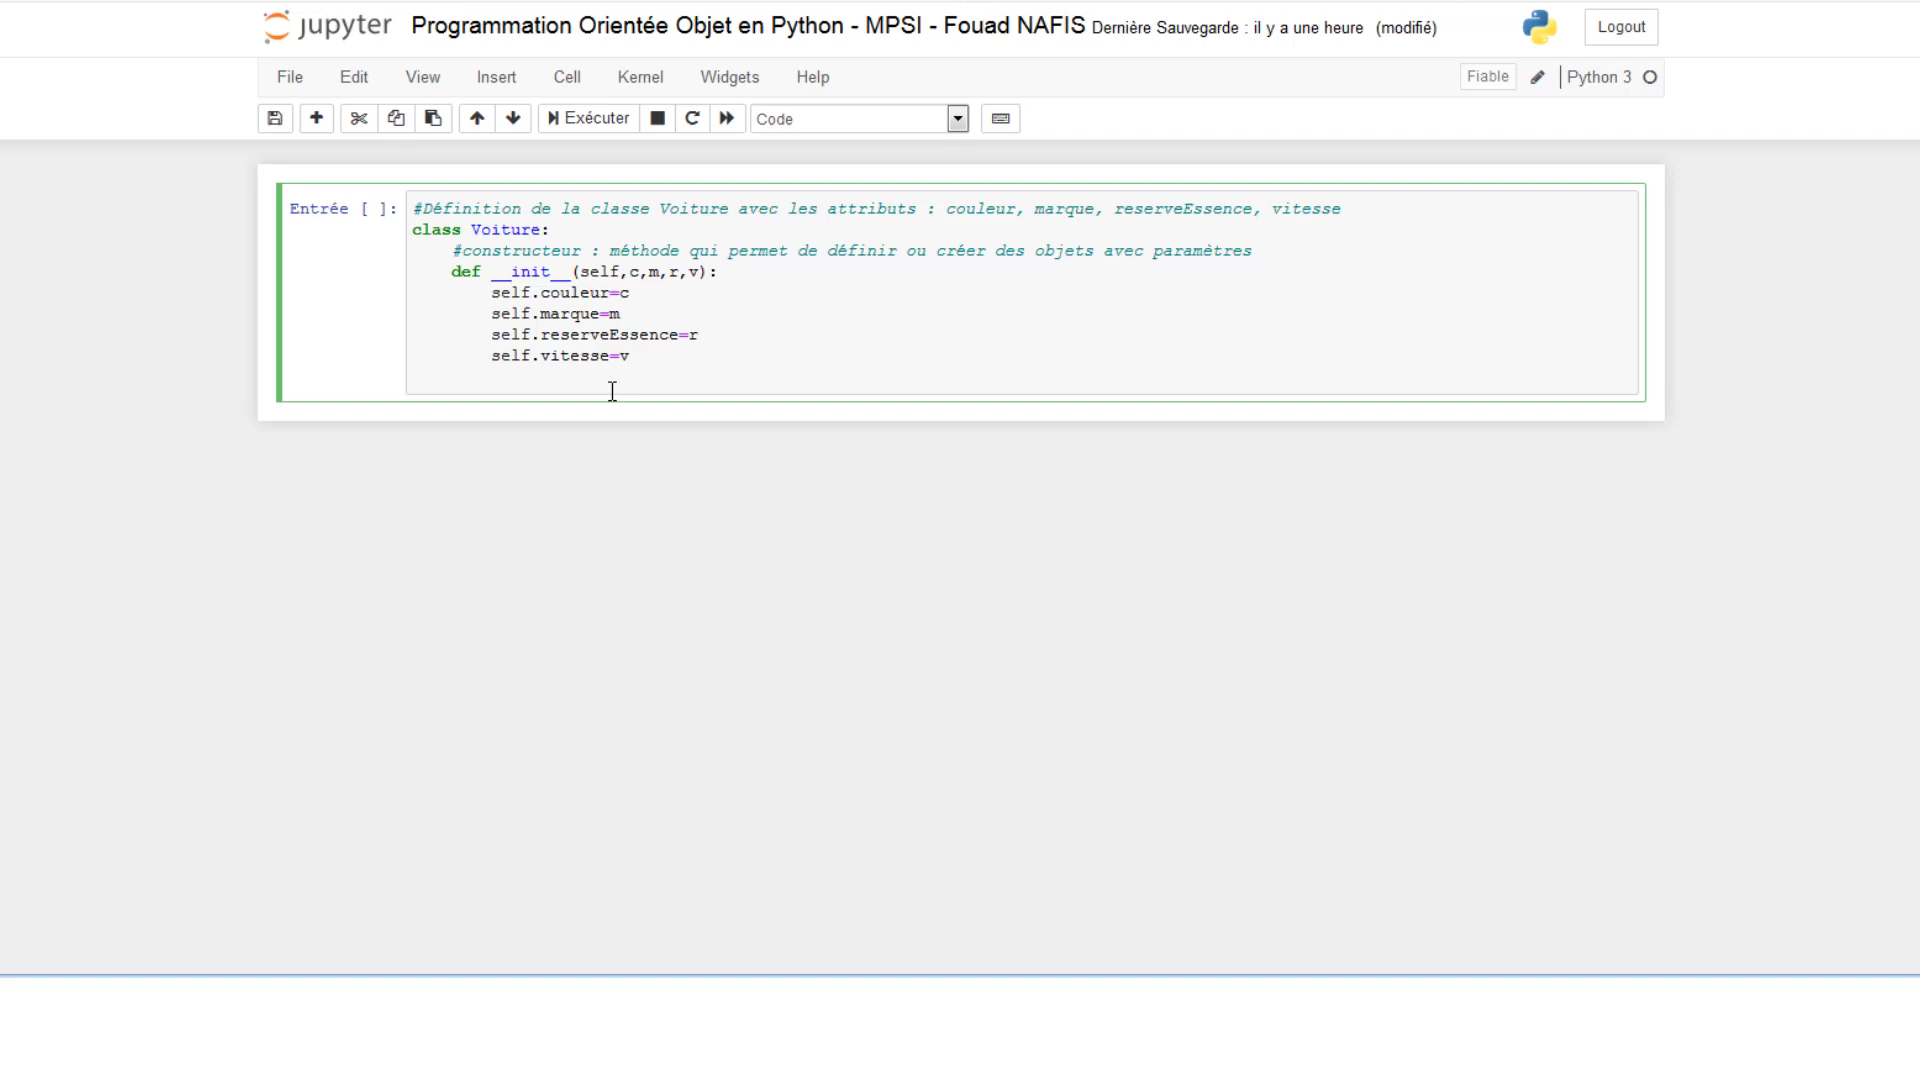 jupyter Programmation Orientée Objet en Python - MPSI - Fouad NAFIS Dernière Sauvegarde : il y a une heure (modifié) Logout
File Edit View Insert Cell Kernel Widgets Help Fiable Python 3
Exécuter Code
Entrée [ ]: #Définition de la classe Voiture avec les attributs : couleur, marque, reserveEssence, vitesse
class Voiture:
    #constructeur : méthode qui permet de définir ou créer des objets avec paramètres
    def __init__(self,c,m,r,v):
        self.couleur=c
        self.marque=m
        self.reserveEssence=r
        self.vitesse=v